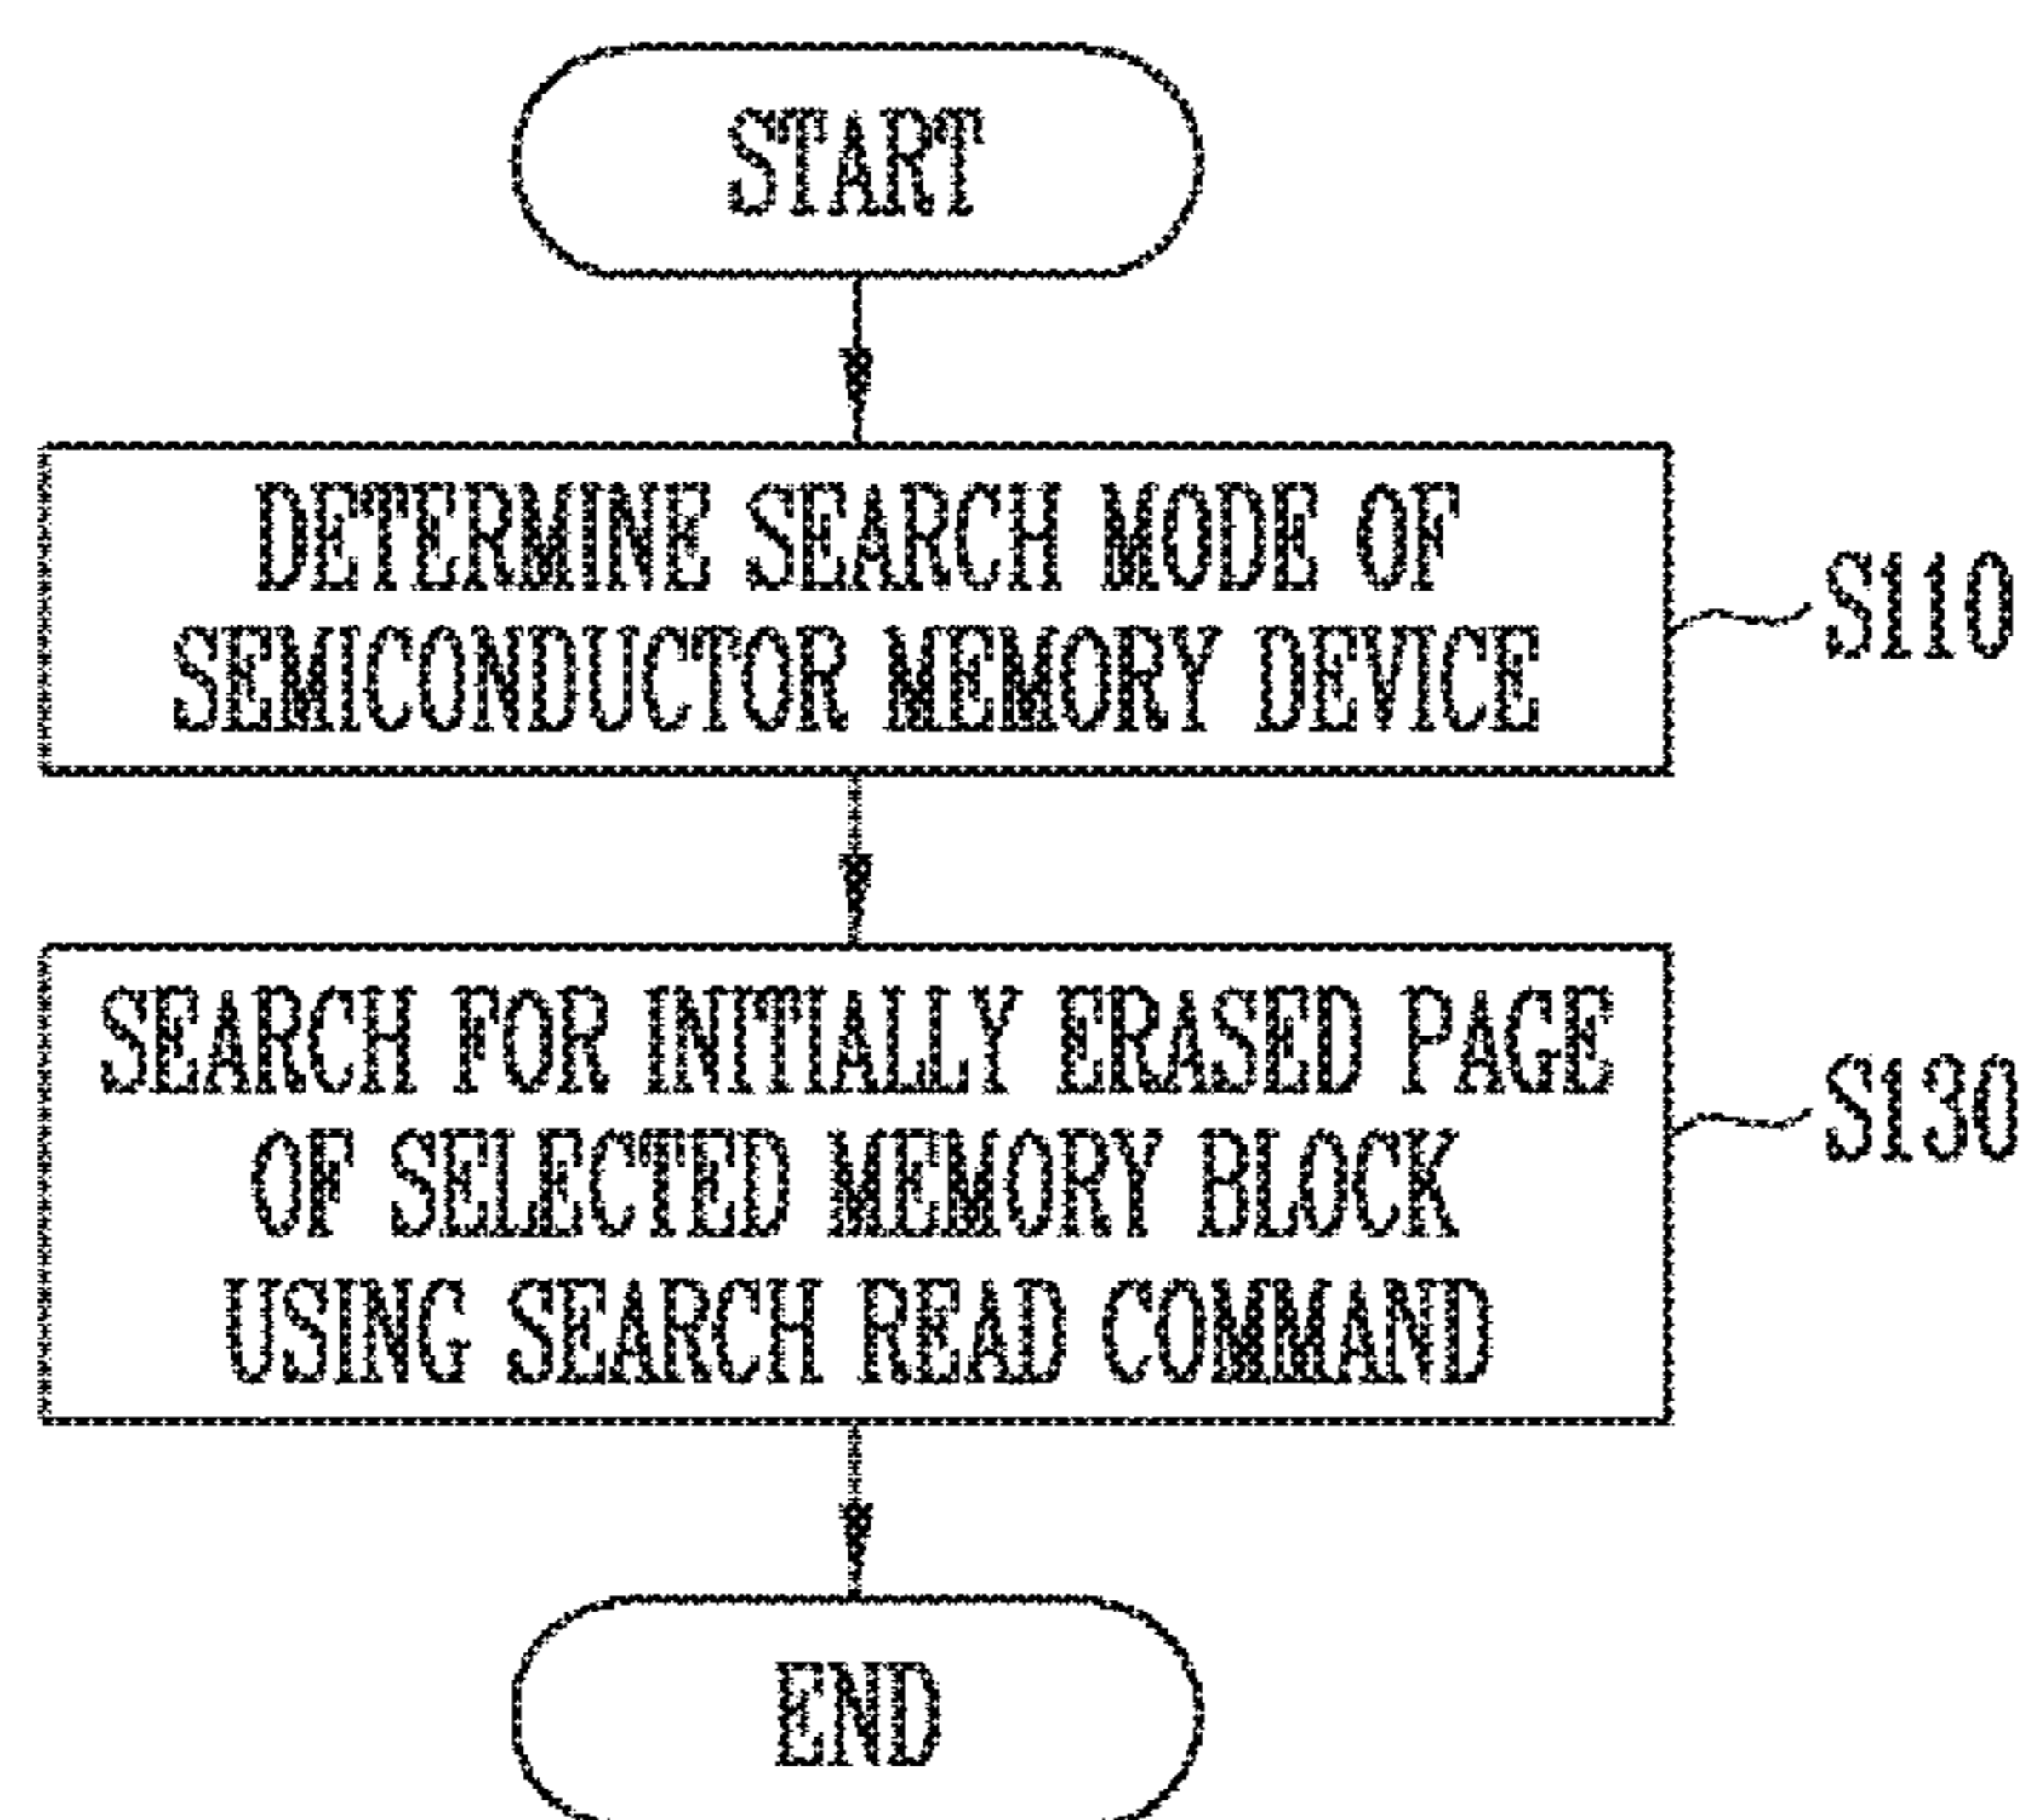 START
DETERMINE SEARCH MODE OF
SEMICONDUCTOR MEMORY DEVICE
S110
SEARCH FOR INITIALLY ERASED PAGE
OF SELECTED MEMORY BLOCK
USING SEARCH READ COMMAND
S130
END